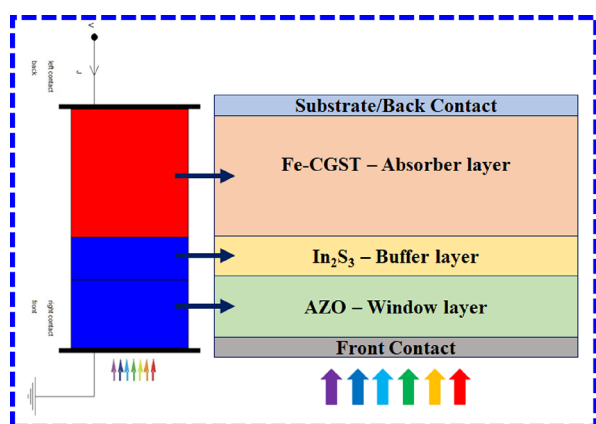 V
J
left contact
back
Substrate/Back Contact
Fe-CGST – Absorber layer
In₂S₃ – Buffer layer
AZO – Window layer
right contact
front
Front Contact